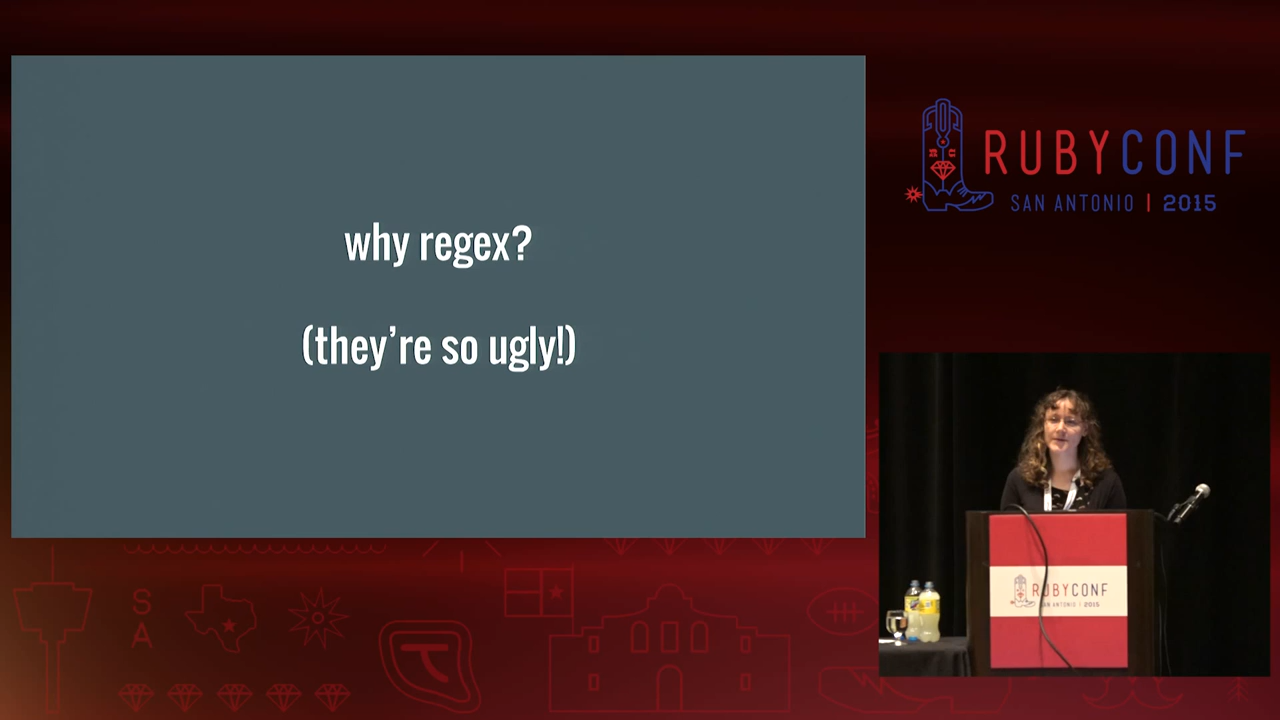 why regex?
(they're so ugly!)
RUBYCONF
SAN ANTONIO | 2015
S
A
RUBYCONF
SAN ANTONIO | 2015